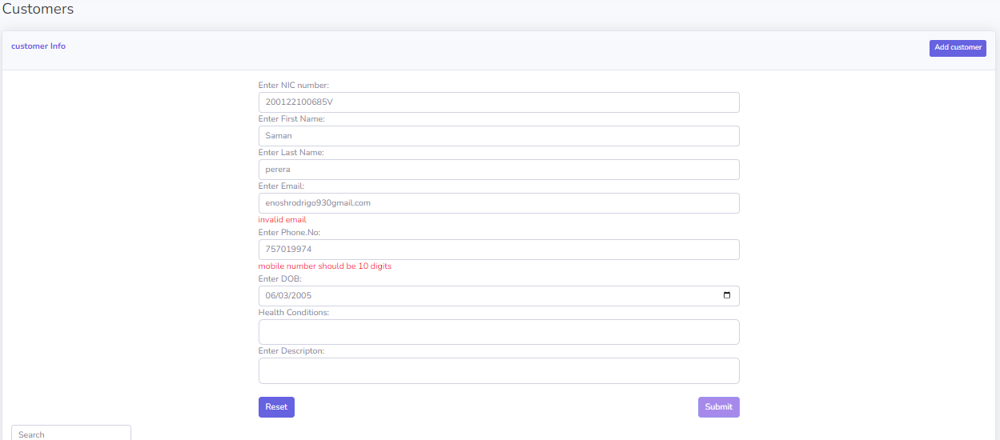 Customers
customer Info
Add customer
Enter NIC number:
200122100685V
Enter First Name:
Saman
Enter Last Name:
perera
Enter Email:
enoshrodrigo930gmail.com
invalid email
Enter Phone.No:
757019974
mobile number should be 10 digits
Enter DOB:
06/03/2005
Health Conditions:
Enter Descripton:
Reset
Submit
Search